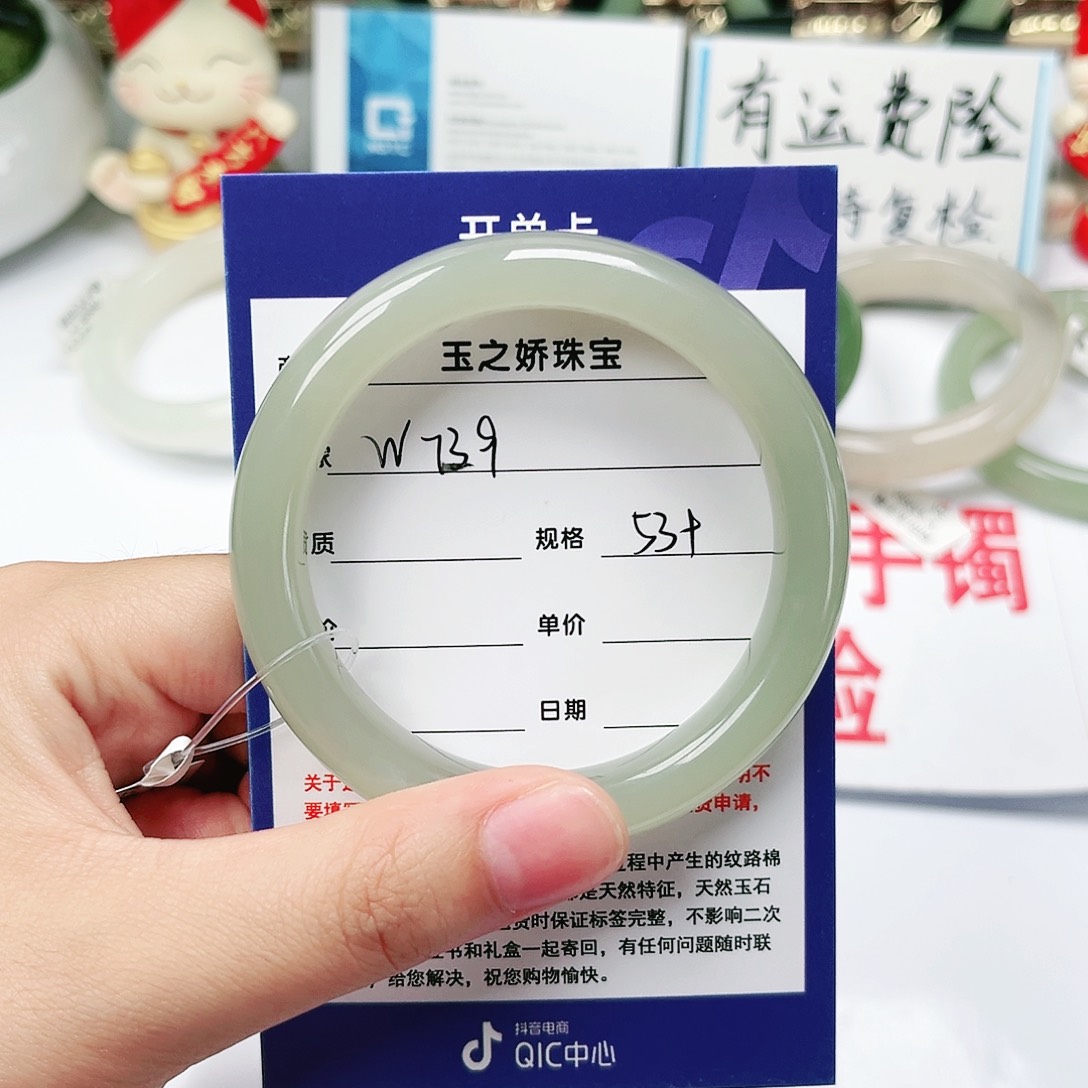 有运费险
复检
开单卡
玉之娇珠宝
W739
质 规格 53+
单价
日期
关于
要填 货申请,
过程中产生的纹路棉
是天然特征,天然玉石
货时保证标签完整,不影响二次
书和礼盒一起寄回,有任何问题随时联
给您解决,祝您购物愉快。
手镯
抖音电商
QIC中心